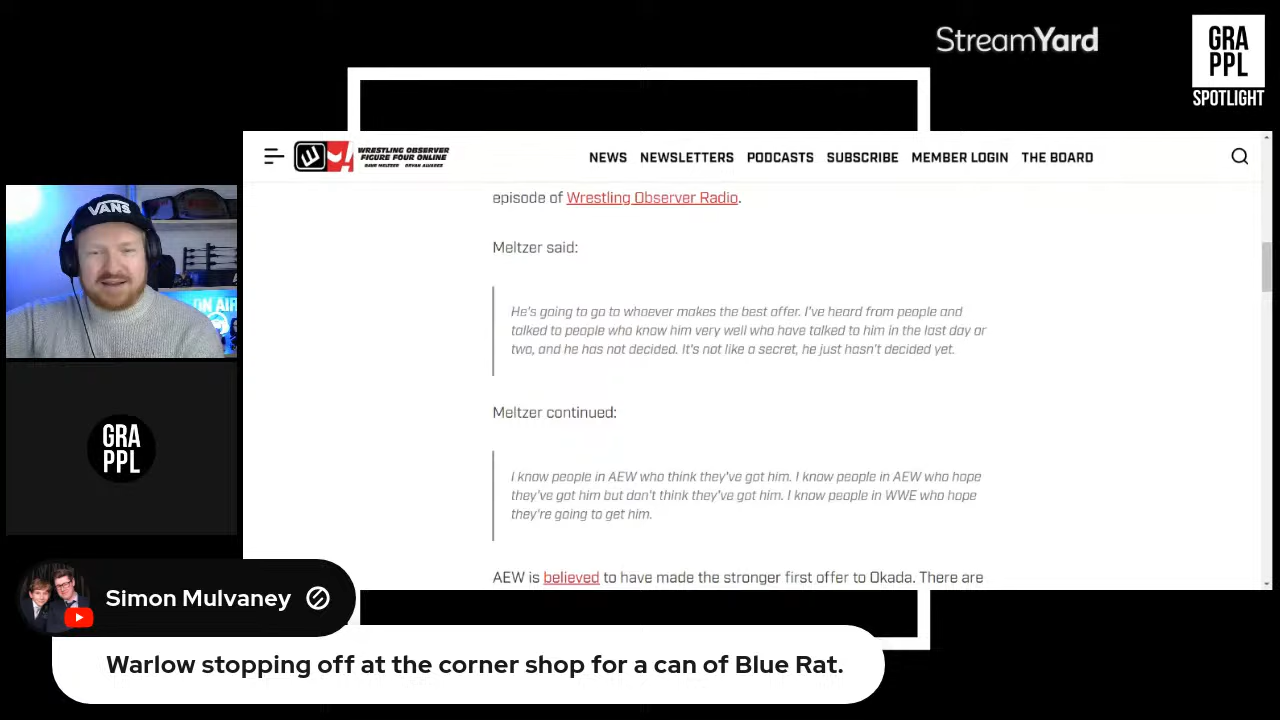 StreamYard
GRA
PPL
SPOTLIGHT
WRESTLING OBSERVER
FIGURE FOUR ONLINE
DAVE MELTZER BRYAN ALVAREZ
NEWS NEWSLETTERS PODCASTS SUBSCRIBE MEMBER LOGIN THE BOARD
episode of Wrestling Observer Radio.
Meltzer said:
He's going to go to whoever makes the best offer. I've heard from people and
talked to people who know him very well who have talked to him in the last day or
two, and he has not decided. It's not like a secret, he just hasn't decided yet.
Meltzer continued:
I know people in AEW who think they've got him. I know people in AEW who hope
they've got him but don't think they've got him. I know people in WWE who hope
they're going to get him.
AEW is believed to have made the stronger first offer to Okada. There are
VANS
ON AIR
GRA
PPL
Simon Mulvaney
Warlow stopping off at the corner shop for a can of Blue Rat.